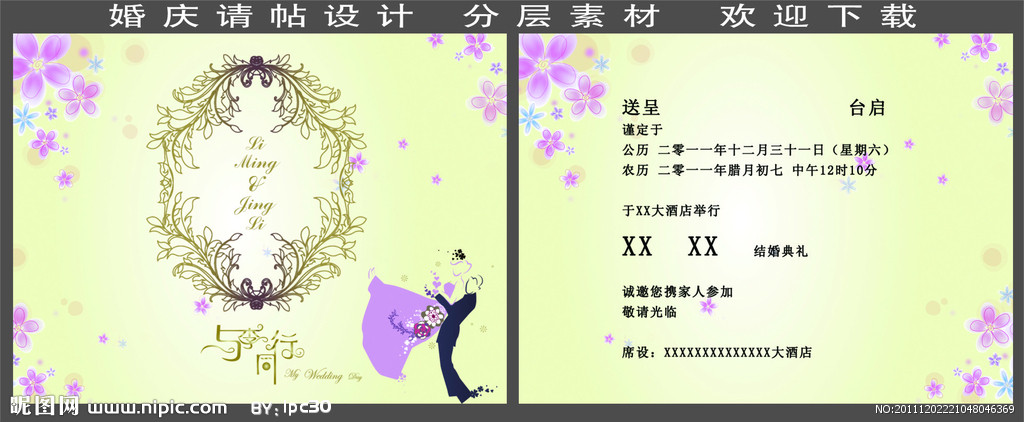 婚庆请帖设计 分层素材 欢迎下载
Li
Ming
&
Jing
Li
与爱同行
My Wedding Day
送呈 台启
谨定于
公历 二零一一年十二月三十一日（星期六）
农历 二零一一年腊月初七 中午12时10分
于XX大酒店举行
XX XX 结婚典礼
诚邀您携家人参加
敬请光临
席设：XXXXXXXXXXXXXX大酒店
昵图网 www.nipic.com BY：lpc30
NO:20111202221048046369